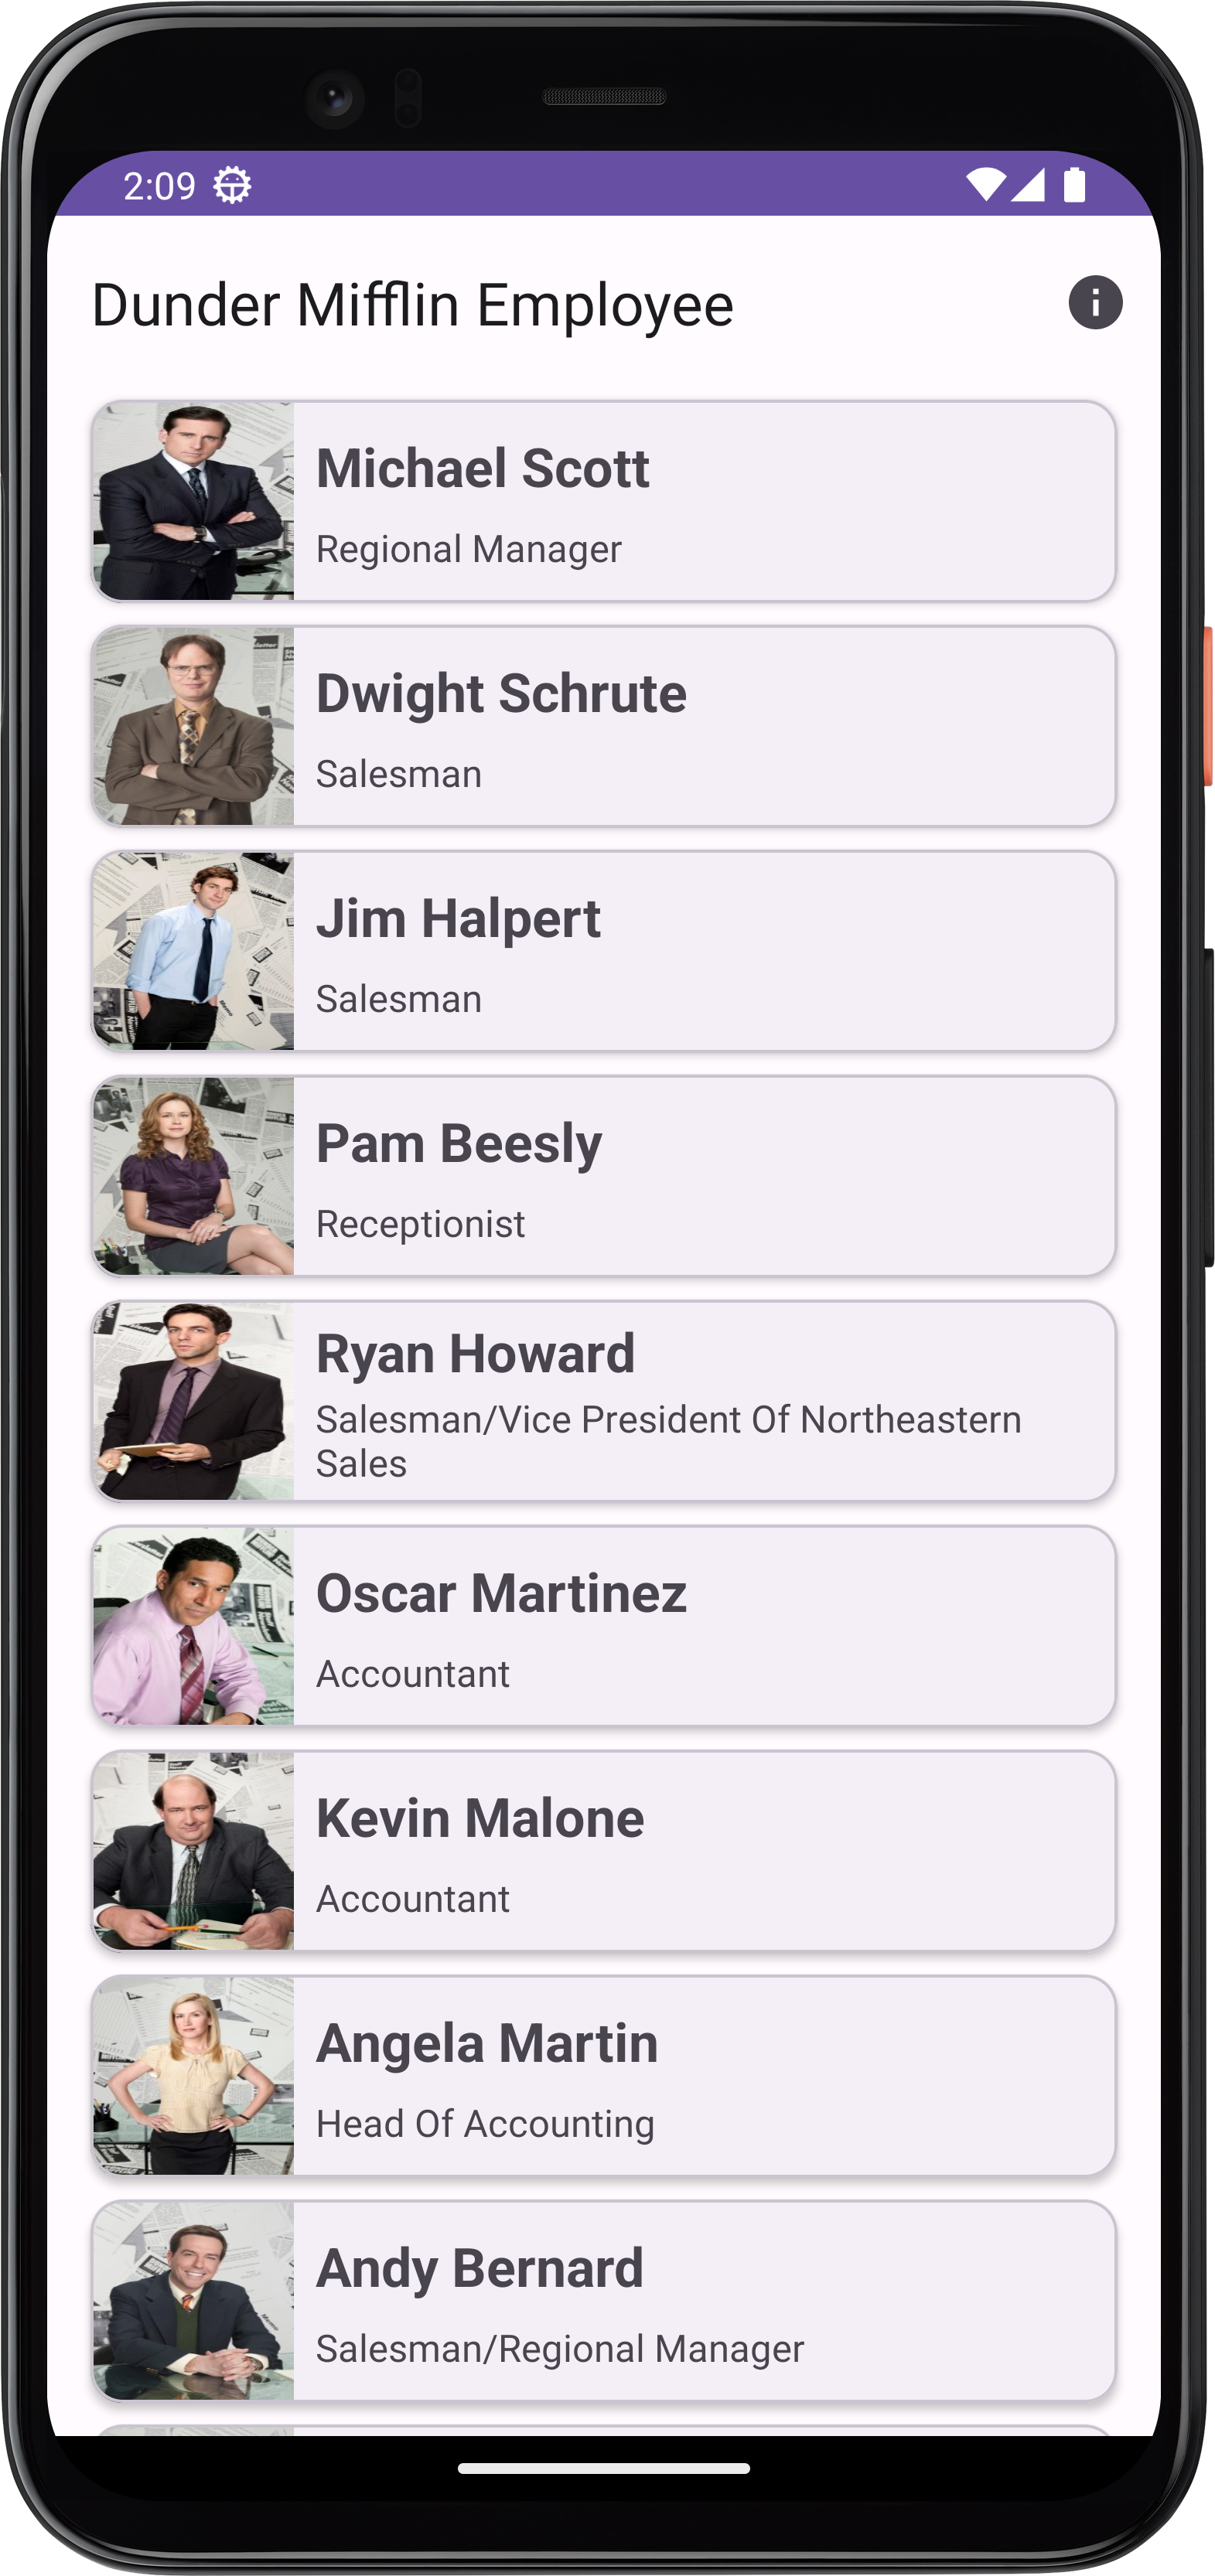 2:09
Dunder Mifflin Employee
Michael Scott
Regional Manager
Dwight Schrute
Salesman
Jim Halpert
Salesman
Pam Beesly
Receptionist
Ryan Howard
Salesman/Vice President Of Northeastern
Sales
Oscar Martinez
Accountant
Kevin Malone
Accountant
Angela Martin
Head Of Accounting
Andy Bernard
Salesman/Regional Manager